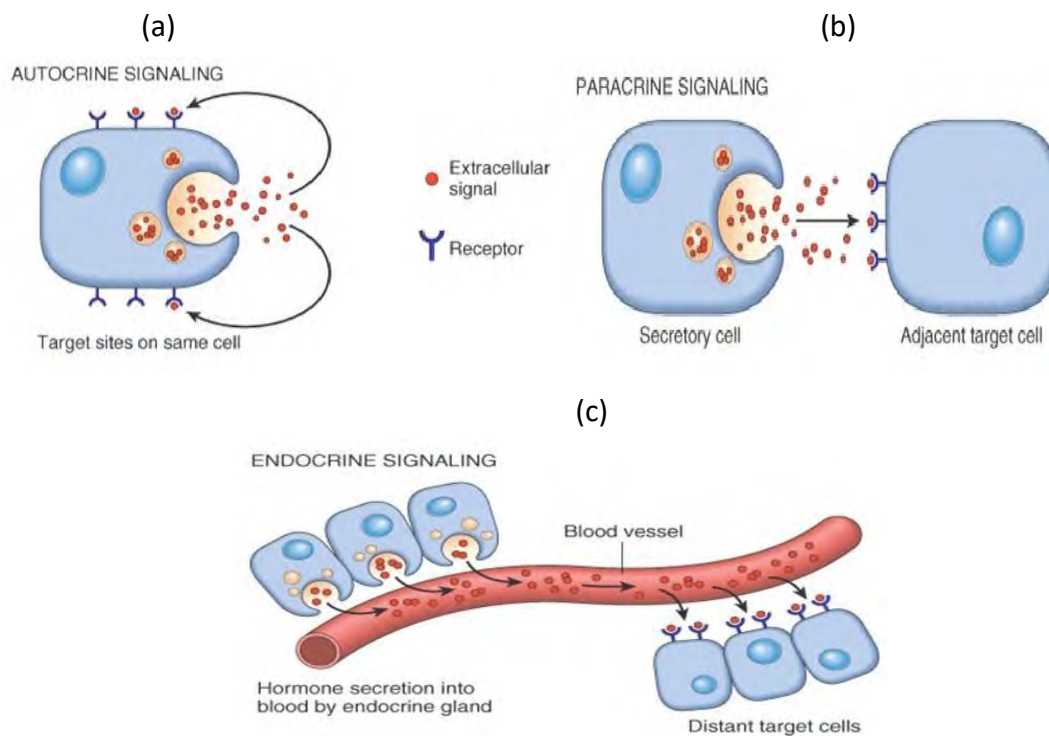 (a)
AUTOCRINE SIGNALING
Target sites on same cell
Extracellular
signal
Receptor
(b)
PARACRINE SIGNALING
Secretory cell
Adjacent target cell
(c)
ENDOCRINE SIGNALING
Blood vessel
Hormone secretion into
blood by endocrine gland
Distant target cells